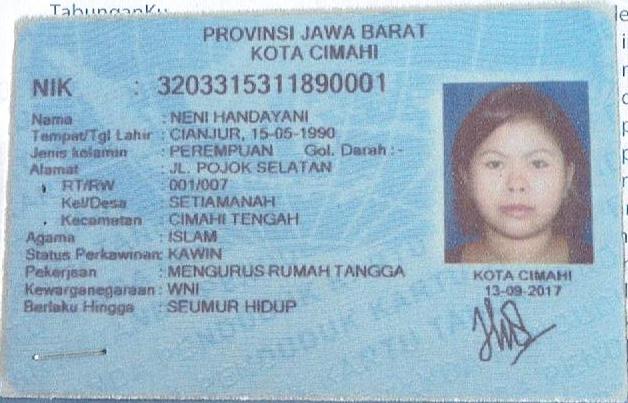 TabunganKu
PROVINSI JAWA BARAT
KOTA CIMAHI
NIK : 3203315311890001
Nama : NENI HANDAYANI
Tempat/Tgl Lahir : CIANJUR, 15-05-1990
Jenis kelamin : PEREMPUAN Gol. Darah :-
Alamat : JL. POJOK SELATAN
RT/RW : 001/007
Kel/Desa : SETIAMANAH
Kecamatan : CIMAHI TENGAH
Agama : ISLAM
Status Perkawinan: KAWIN
Pekerjaan : MENGURUS RUMAH TANGGA
Kewarganegaraan : WNI
Berlaku Hingga : SEUMUR HIDUP
KOTA CIMAHI
13-09-2017